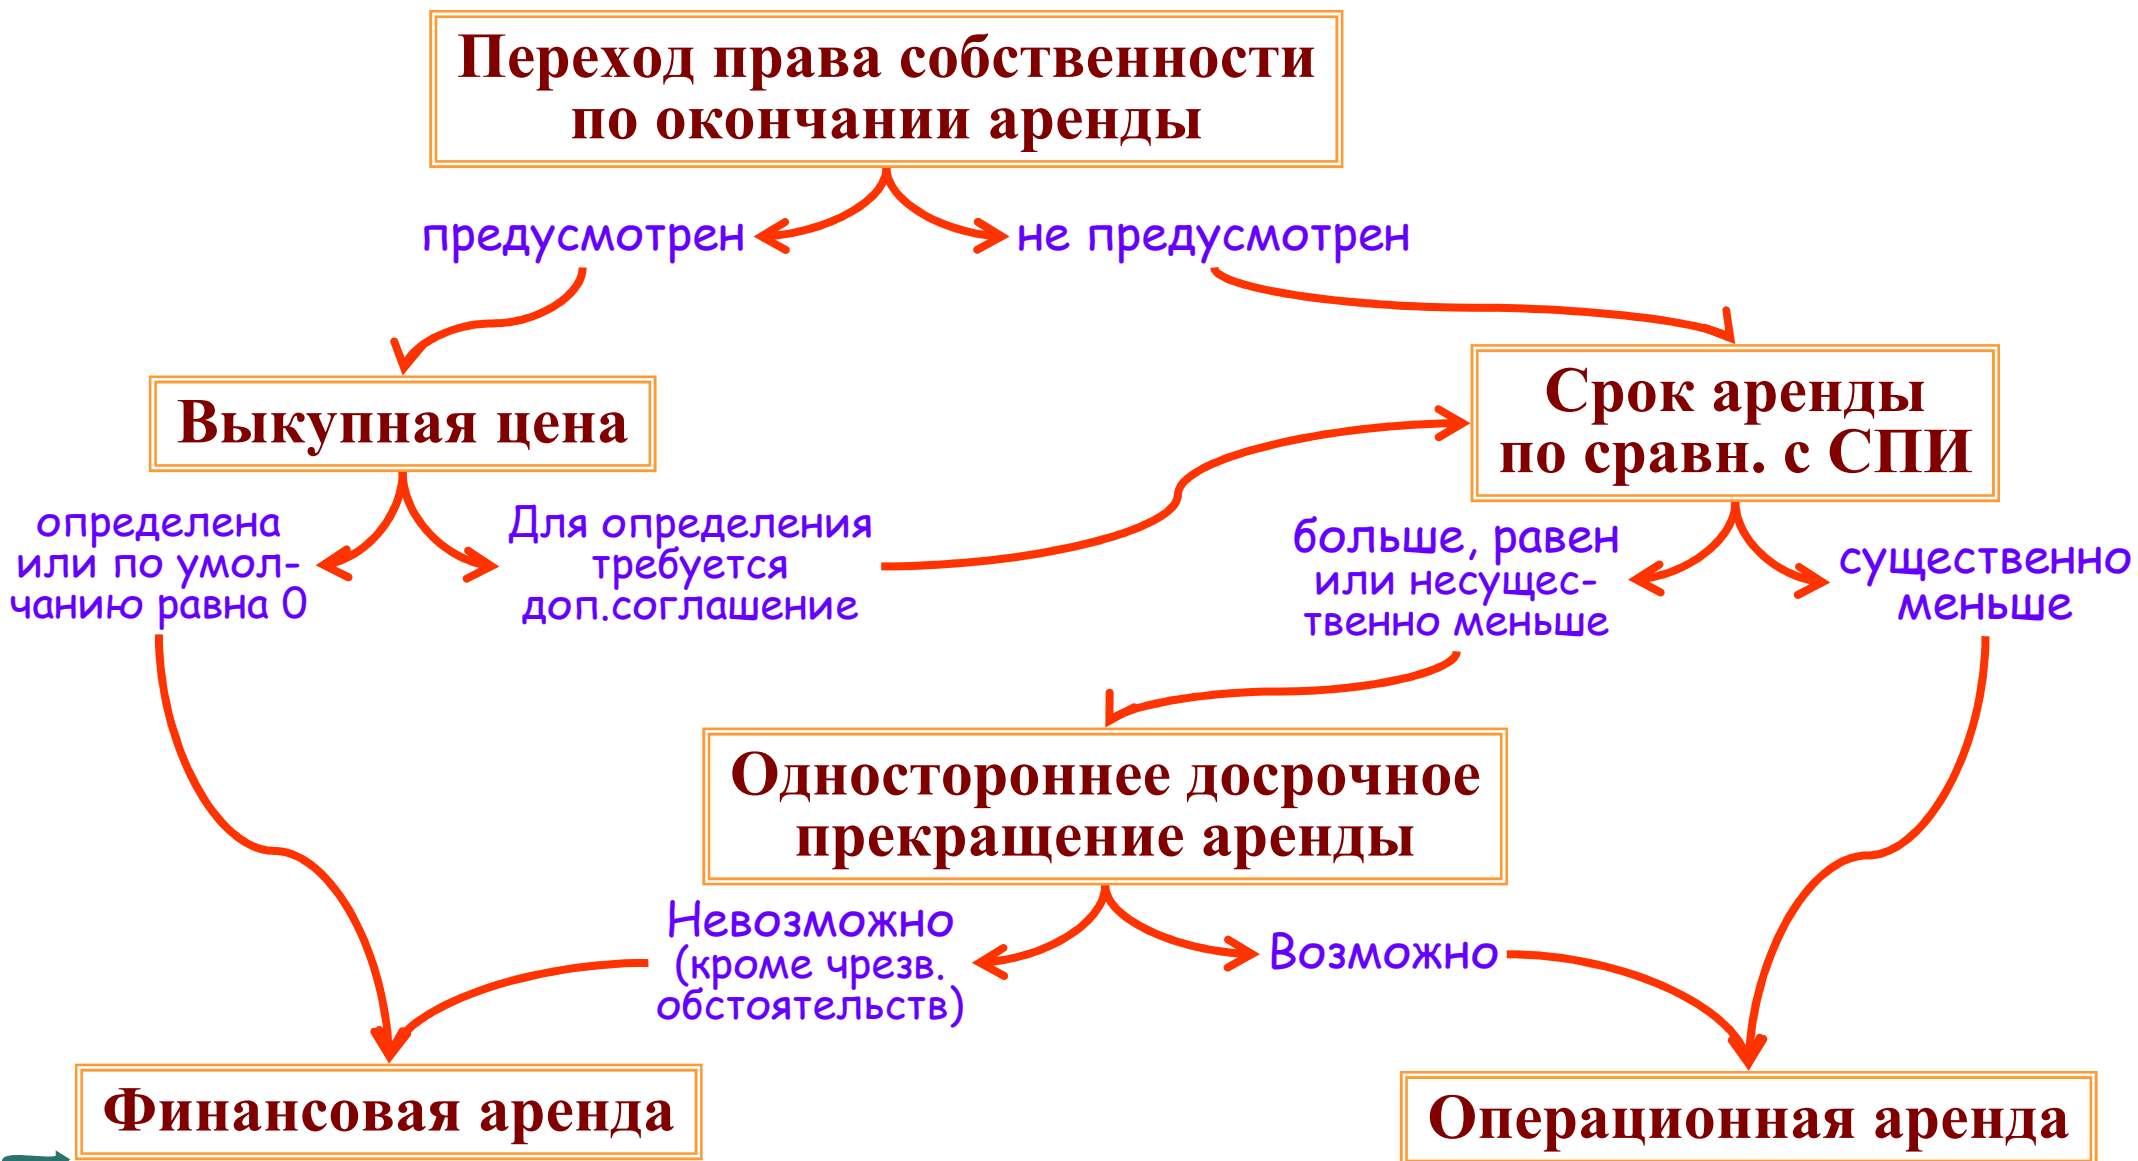 Переход права собственности
по окончании аренды
предусмотрен
не предусмотрен
Выкупная цена
Срок аренды
по сравн. с СПИ
определена
или по умол-
чанию равна 0
Для определения
требуется
доп.соглашение
больше, равен
или несущес-
твенно меньше
существенно
меньше
Одностороннее досрочное
прекращение аренды
Невозможно
(кроме чрезв.
обстоятельств)
Возможно
Финансовая аренда
Операционная аренда